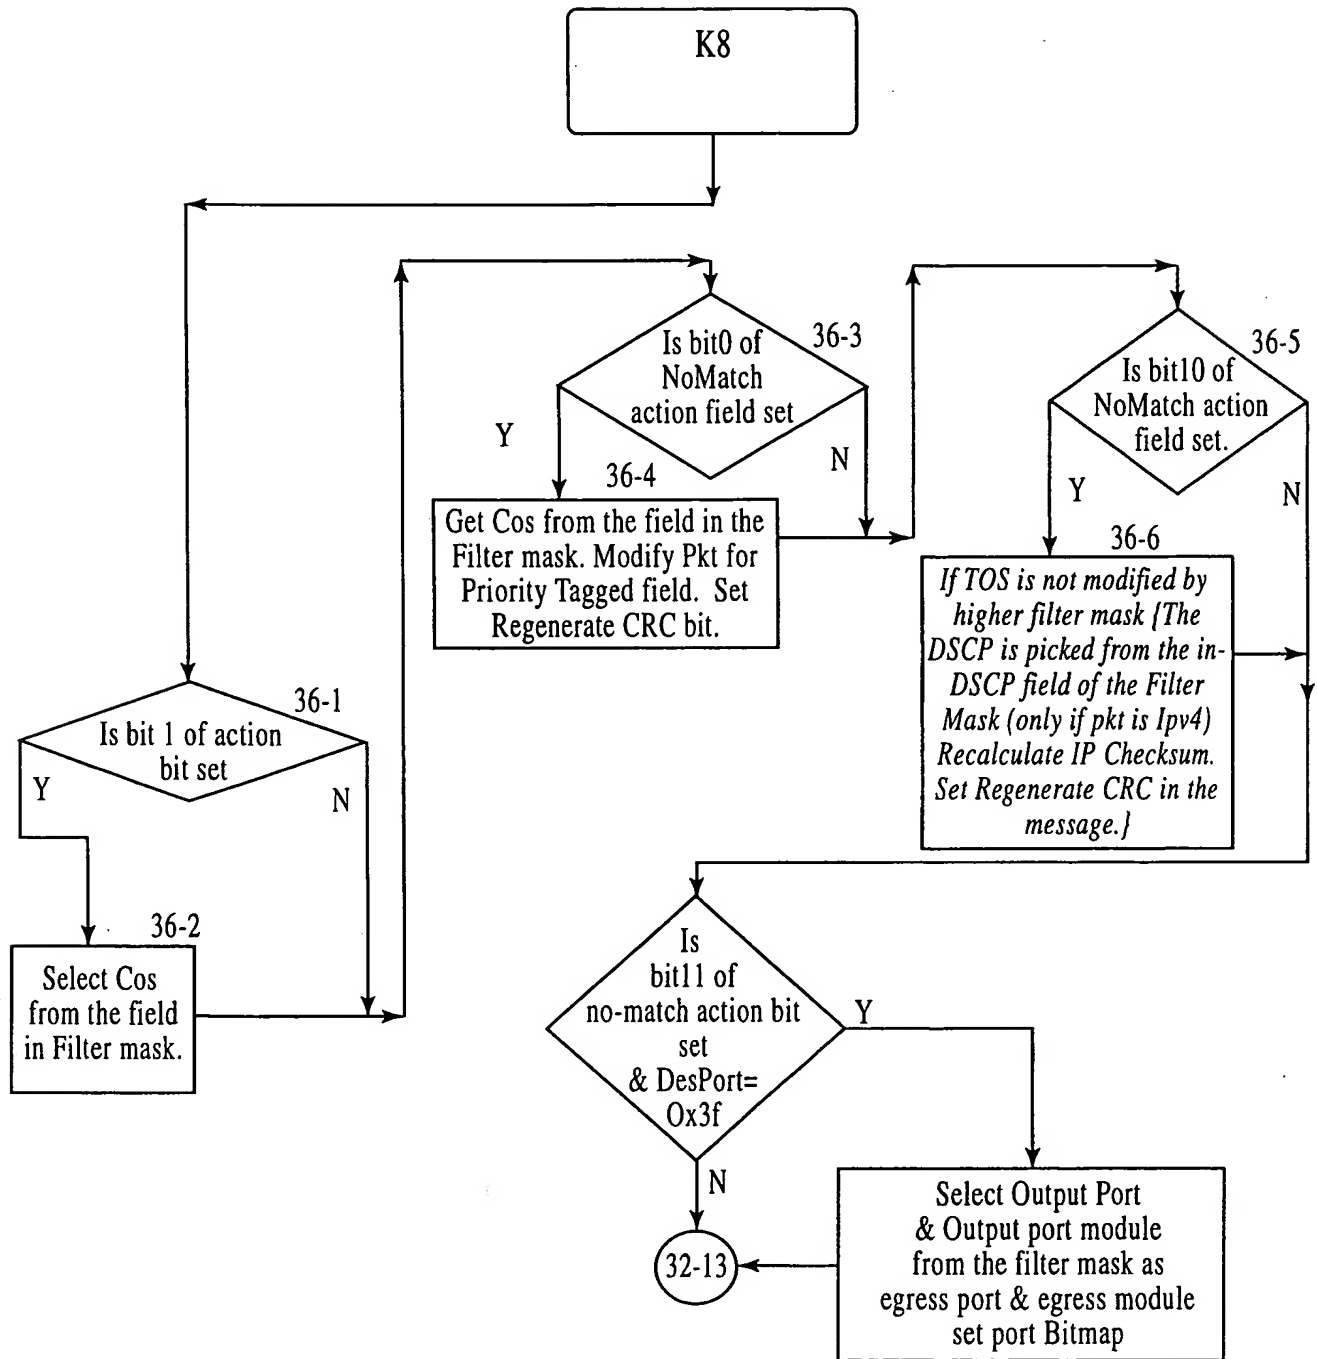 K8
36-1
Is bit 1 of action
bit set
Y
N
36-2
Select Cos
from the field
in Filter mask.
36-3
Is bit0 of
NoMatch
action field set
Y
N
36-4
Get Cos from the field in the
Filter mask. Modify Pkt for
Priority Tagged field. Set
Regenerate CRC bit.
36-5
Is bit10 of
NoMatch action
field set.
Y
N
36-6
If TOS is not modified by
higher filter mask {The
DSCP is picked from the in-
DSCP field of the Filter
Mask (only if pkt is Ipv4)
Recalculate IP Checksum.
Set Regenerate CRC in the
message.}
Is
bit11 of
no-match action bit
set
& DesPort=
Ox3f
Y
N
Select Output Port
& Output port module
from the filter mask as
egress port & egress module
set port Bitmap
32-13